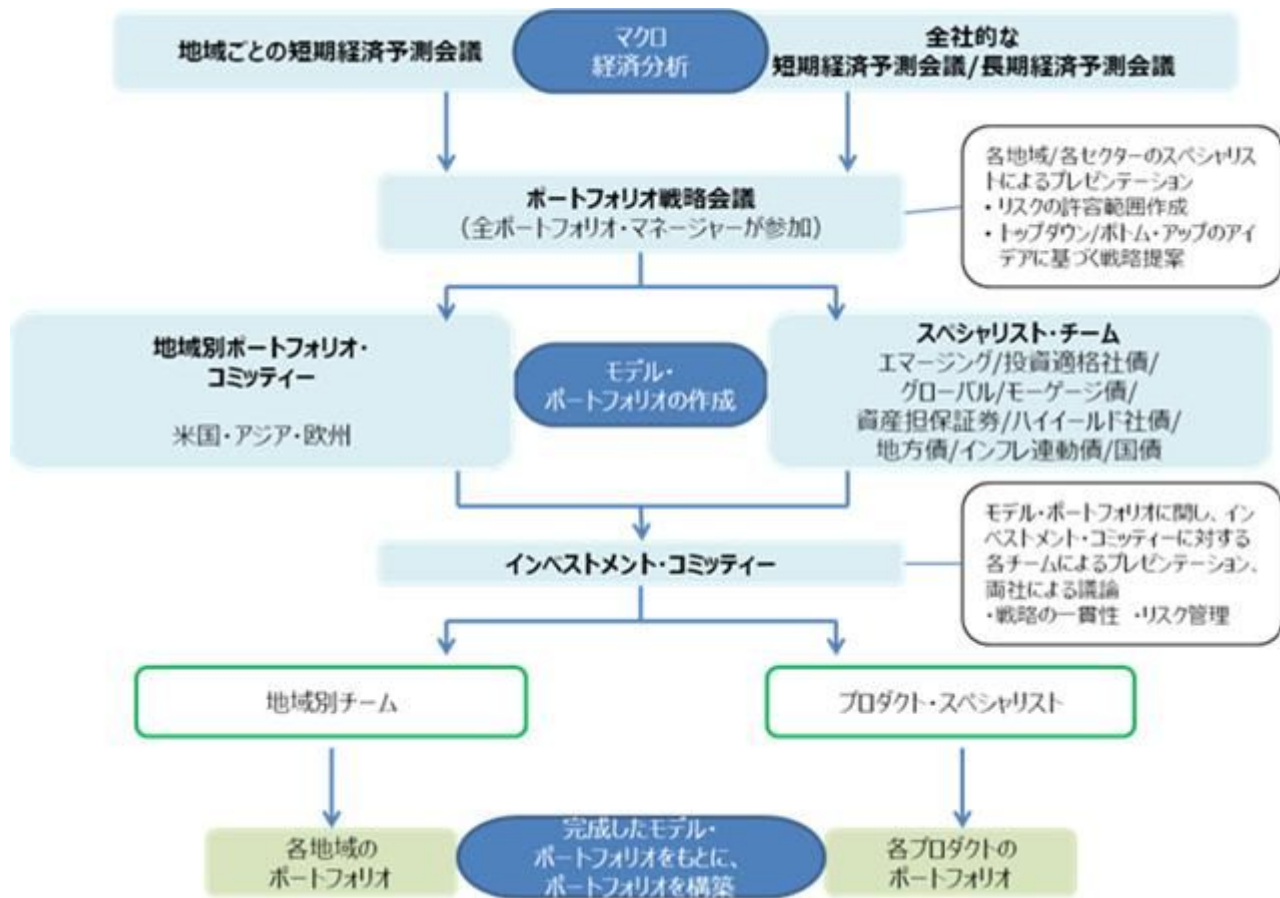 地域ごとの短期経済予測会議
マクロ
経済分析
全社的な
短期経済予測会議/長期経済予測会議
各地域/各セクターのスペシャリス
トによるプレゼンテーション
・リスクの許容範囲作成
・トップダウン/ボトム・アップのアイ
デアに基づく戦略提案
ポートフォリオ戦略会議
(全ポートフォリオ・マネージャーが参加)
地域別ポートフォリオ・
コミッティー
米国・アジア・欧州
モデル・
ポートフォリオの作成
スペシャリスト・チーム
エマージング/投資適格社債/
グローバル/モーゲージ債/
資産担保証券/ハイイールド社債/
地方債/インフレ連動債/国債
モデル・ポートフォリオに関し、イン
ベストメント・コミッティーに対する
各チームによるプレゼンテーション、
両社による議論
・戦略の一貫性 ・リスク管理
インベストメント・コミッティー
地域別チーム
プロダクト・スペシャリスト
各地域の
ポートフォリオ
完成したモデル・
ポートフォリオをもとに、
ポートフォリオを構築
各プロダクトの
ポートフォリオ